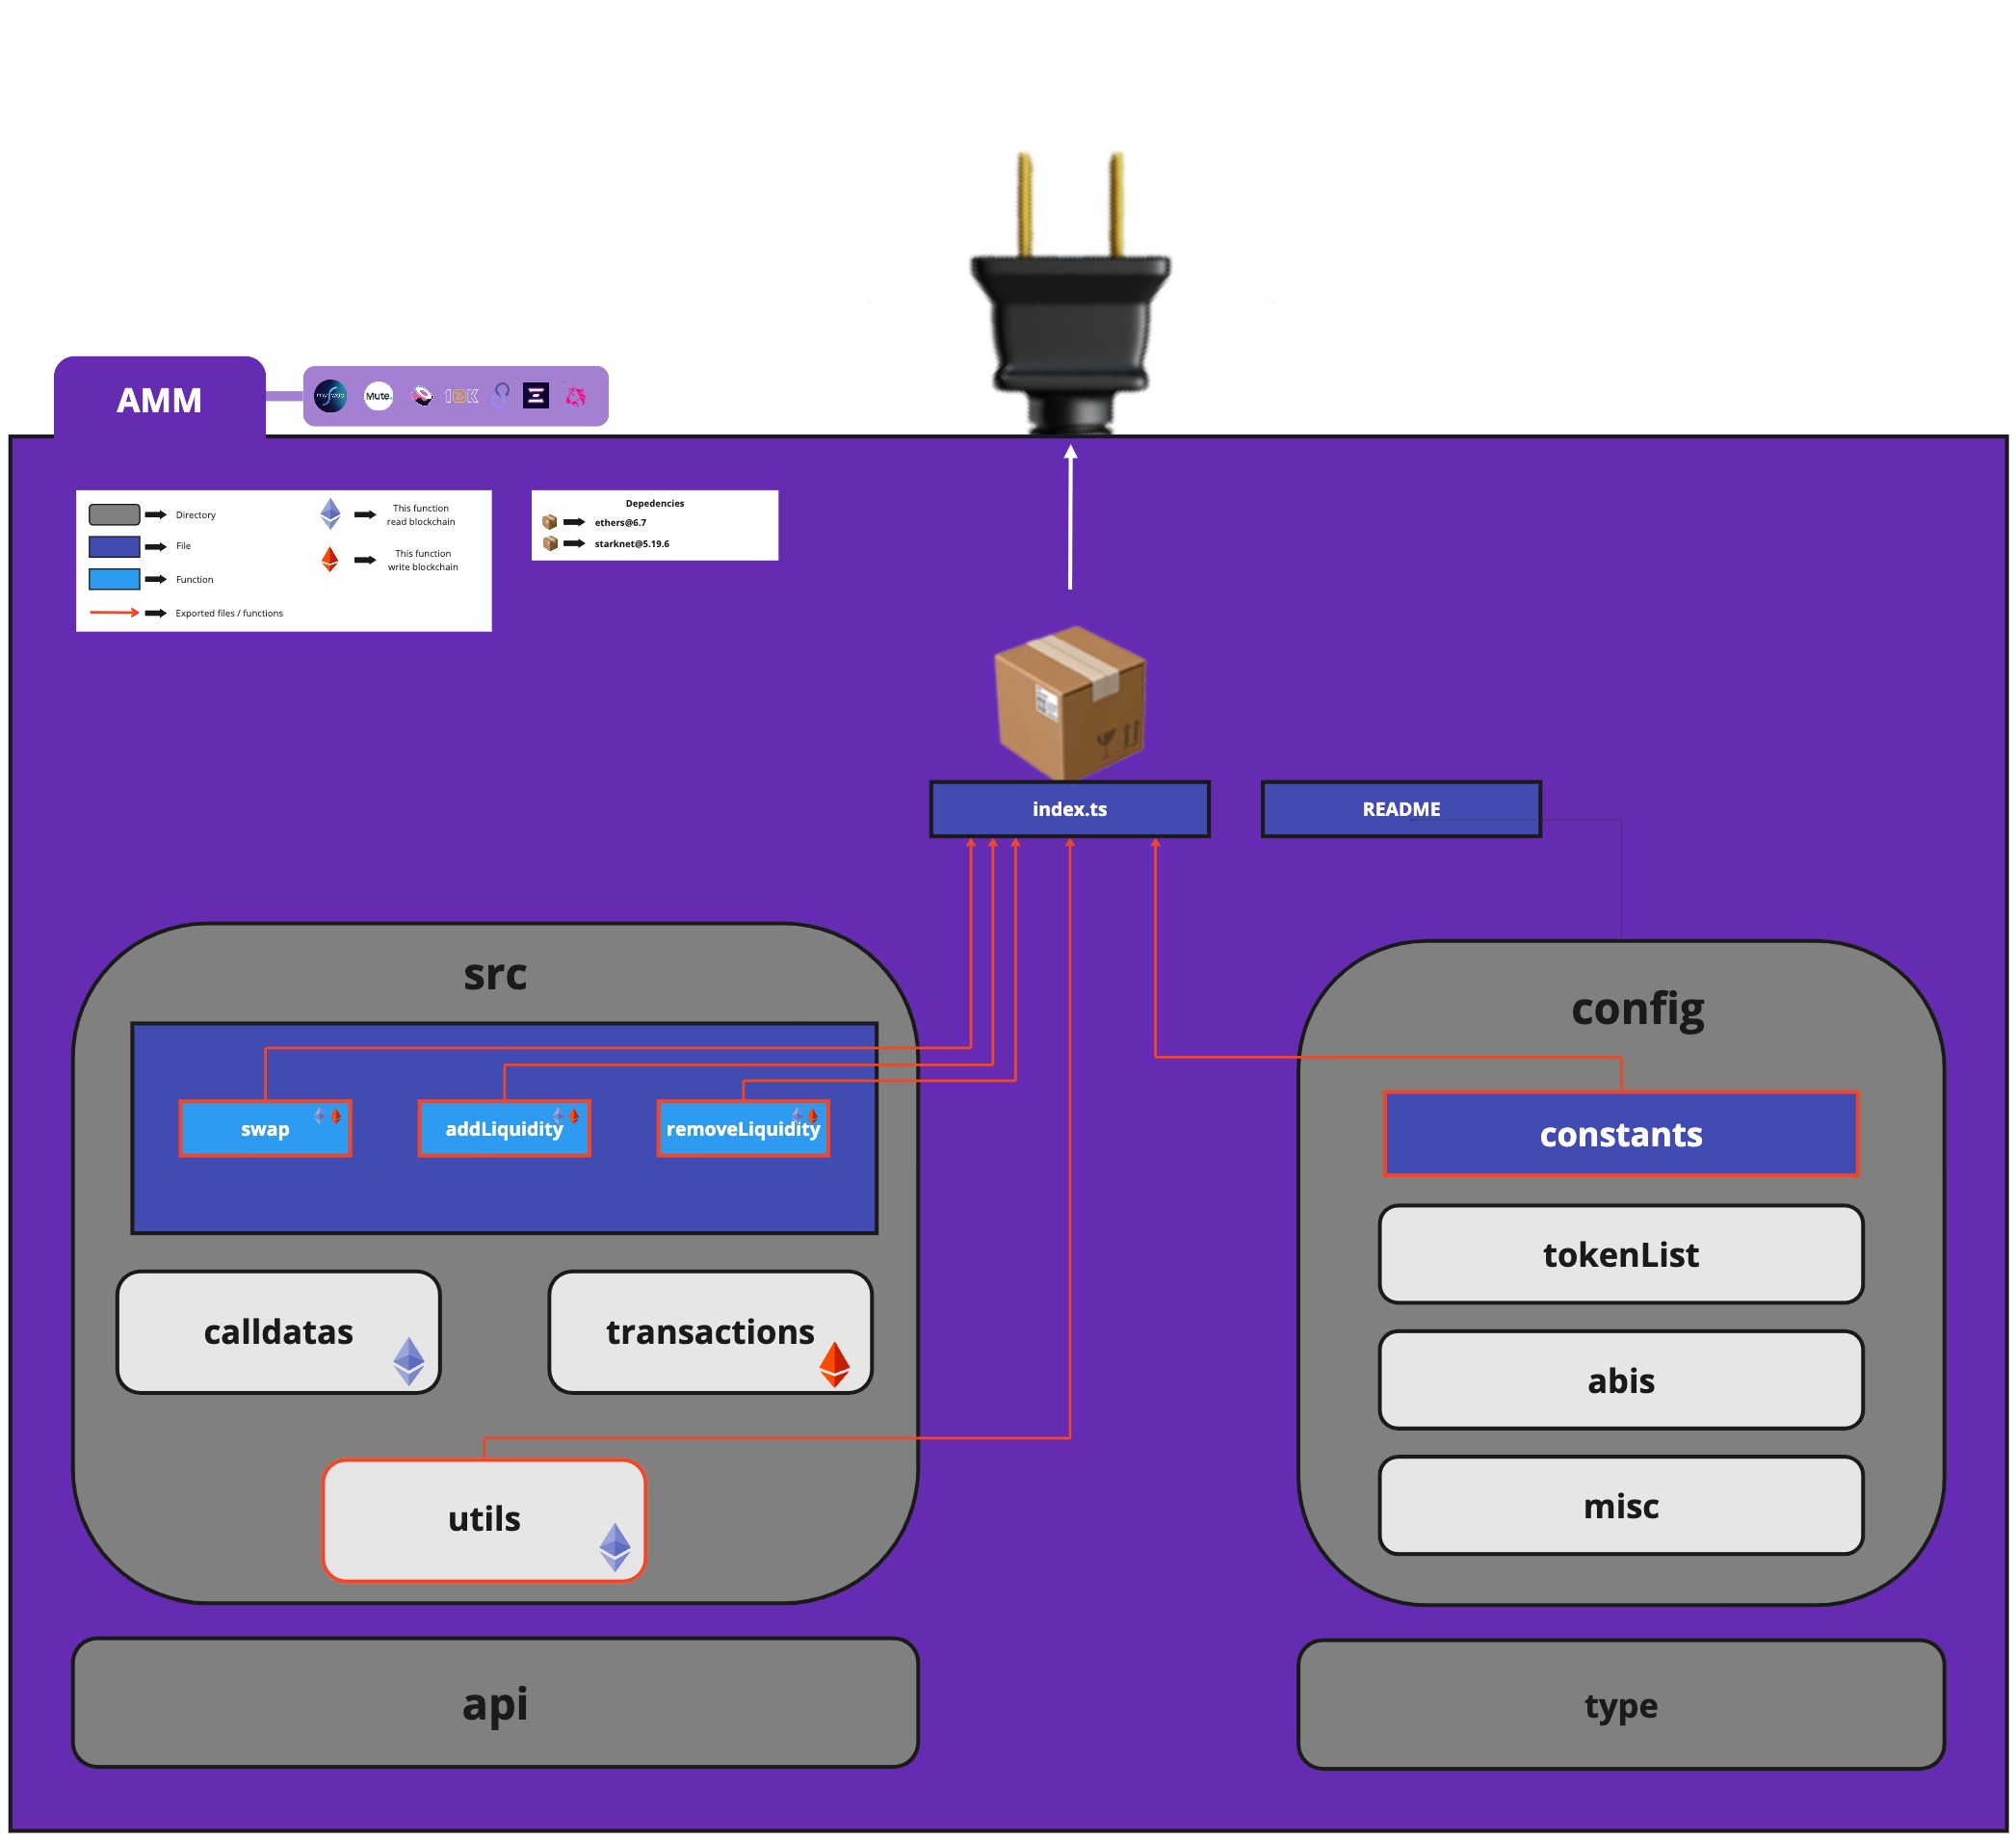 AMM
mySwap
Mute.
10K
Directory
File
Function
Exported files / functions
This function
read blockchain
This function
write blockchain
Depedencies
ethers@6.7
starknet@5.19.6
index.ts
README
src
swap
addLiquidity
removeLiquidity
calldatas
transactions
utils
config
constants
tokenList
abis
misc
api
type